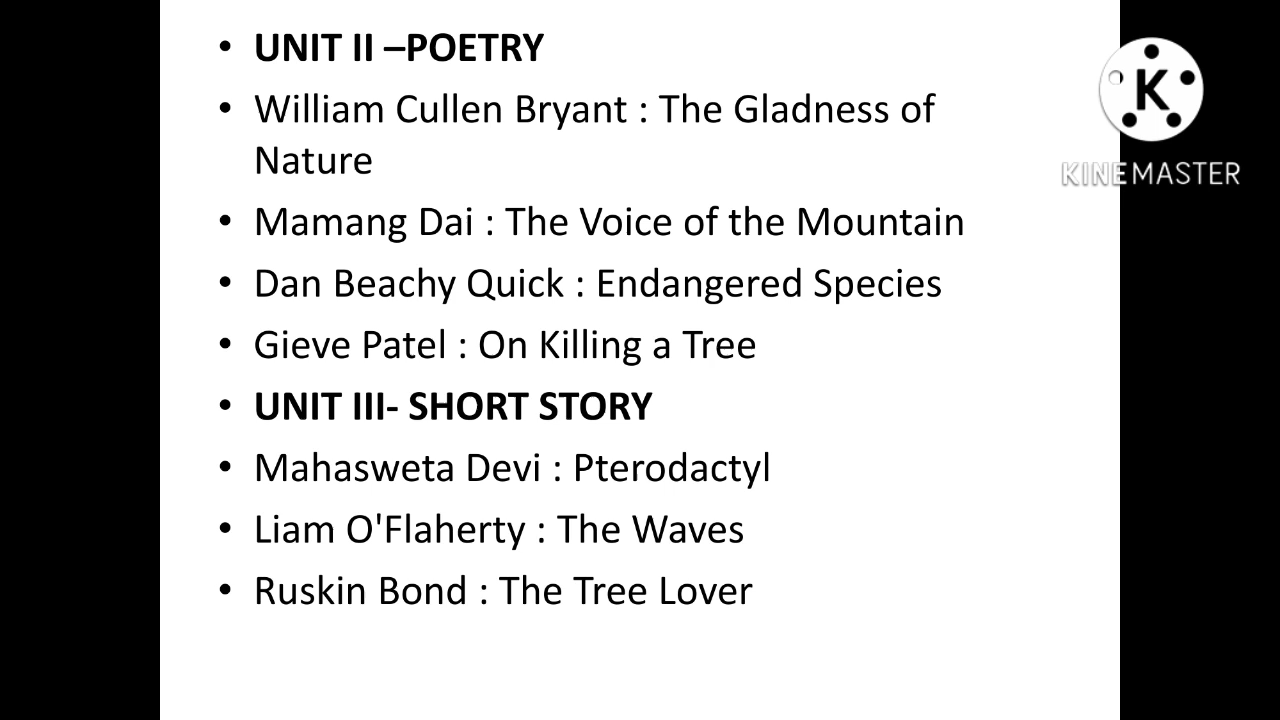 • UNIT II –POETRY
• William Cullen Bryant : The Gladness of
Nature
• Mamang Dai : The Voice of the Mountain
• Dan Beachy Quick : Endangered Species
• Gieve Patel : On Killing a Tree
• UNIT III- SHORT STORY
• Mahasweta Devi : Pterodactyl
• Liam O'Flaherty : The Waves
• Ruskin Bond : The Tree Lover
K
KINEMASTER